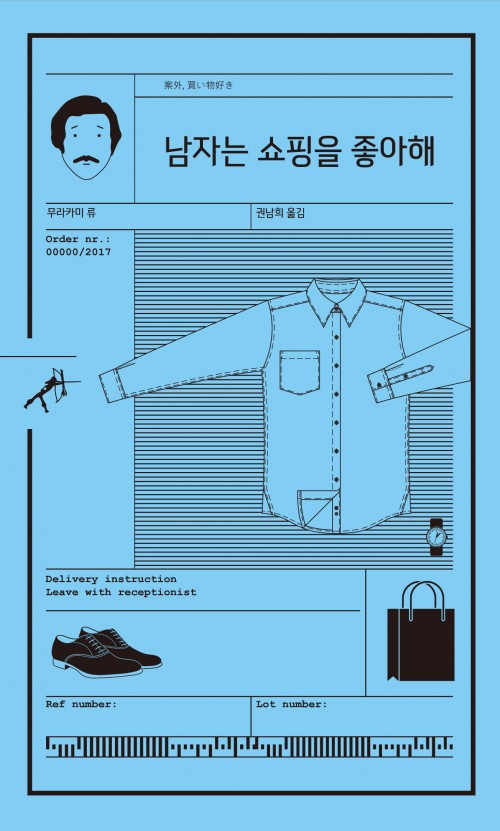 案外, 買い物好き
남자는 쇼핑을 좋아해
무라카미 류
권남희 옮김
Order nr.:
00000/2017
Delivery instruction
Leave with receptionist
Ref number:
Lot number: